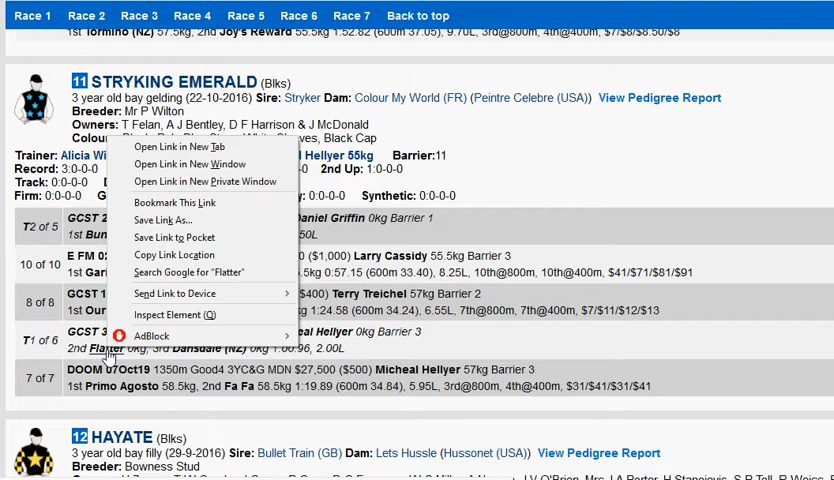 Race 1 Race 2 Race 3 Race 4 Race 5 Race 6 Race 7 Back to top
1st Tormino (NZ) 57.5kg, 2nd Joy's Reward 55.5kg 1:52.82 (600m 37.05), 9.70L, 3rd@800m, 4th@400m, $7/$8/$8.50/$8
11 STRYKING EMERALD (Blks)
3 year old bay gelding (22-10-2016) Sire: Stryker Dam: Colour My World (FR) (Peintre Celebre (USA)) View Pedigree Report
Breeder: Mr P Wilton
Owners: T Felan, A J Bentley, D F Harrison & J McDonald
Colou Sleeves, Black Cap
Trainer: Alicia Wi l Hellyer 55kg Barrier:11
Record: 3:0-0-0 2nd Up: 1:0-0-0
Track: 0:0-0-0 0-0-0
Firm: 0:0-0-0 G :0-0-0 Synthetic: 0:0-0-0
Open Link in New Tab
Open Link in New Window
Open Link in New Private Window
Bookmark This Link
Save Link As...
Save Link to Pocket
Copy Link Location
Search Google for "Flatter"
Send Link to Device
Inspect Element (Q)
AdBlock
T2 of 5 GCST 2 Daniel Griffin 0kg Barrier 1
1st Bun 50L
10 of 10 E FM 02 ($1,000) Larry Cassidy 55.5kg Barrier 3
1st Gari 0:57.15 (600m 33.40), 8.25L, 10th@800m, 10th@400m, $41/$71/$81/$91
8 of 8 GCST 1 $400) Terry Treichel 57kg Barrier 2
1st Our 1:24.58 (600m 34.24), 6.55L, 7th@800m, 7th@400m, $7/$11/$12/$13
T1 of 6 GCST 3 eal Hellyer 0kg Barrier 3
2nd Flatter 0kg, 3rd Dansdale (NZ) 0kg 1:00.96, 2.00L
7 of 7 DOOM 07Oct19 1350m Good4 3YC&G MDN $27,500 ($500) Micheal Hellyer 57kg Barrier 3
1st Primo Agosto 58.5kg, 2nd Fa Fa 58.5kg 1:19.89 (600m 34.84), 5.95L, 3rd@800m, 4th@400m, $31/$41/$31/$41
12 HAYATE (Blks)
3 year old bay filly (29-9-2016) Sire: Bullet Train (GB) Dam: Lets Hussle (Hussonet (USA)) View Pedigree Report
Breeder: Bowness Stud